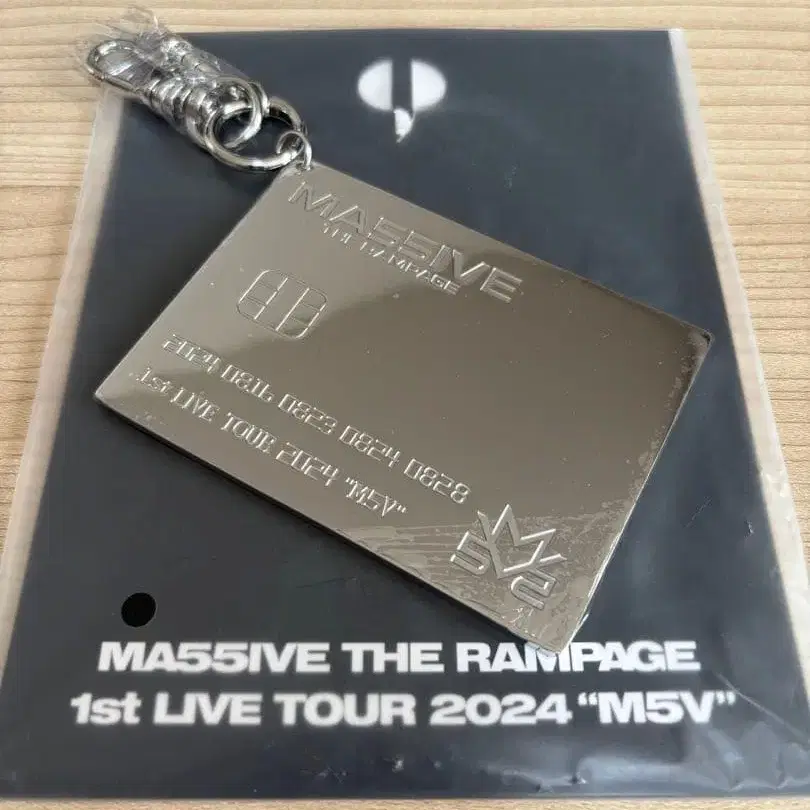 MA55IVE
THE RAMPAGE
2024 0816 0823 0824 0828
1st LIVE TOUR 2024 "M5V"
MA55IVE THE RAMPAGE
1st LIVE TOUR 2024 "M5V"